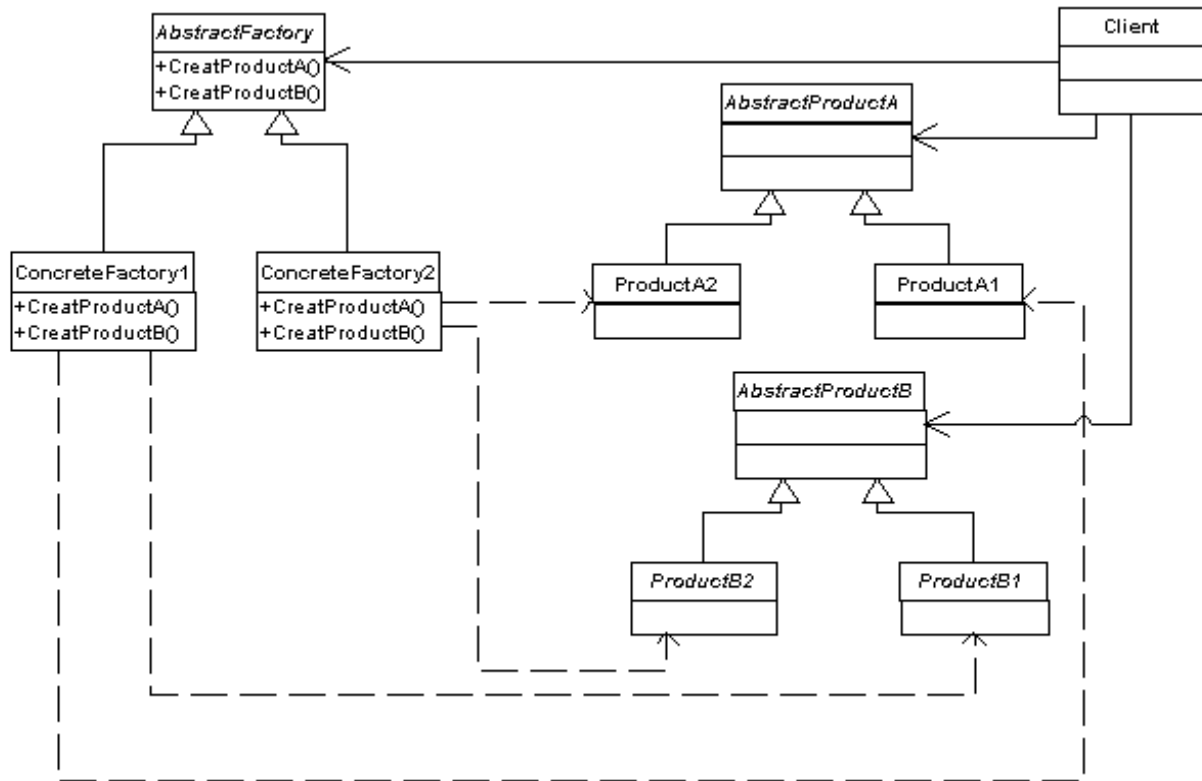 AbstractFactory
+CreatProductA()
+CreatProductB()
Client
AbstractProductA
ConcreteFactory1
+CreatProductA()
+CreatProductB()
ConcreteFactory2
+CreatProductA()
+CreatProductB()
ProductA2
ProductA1
AbstractProductB
ProductB2
ProductB1